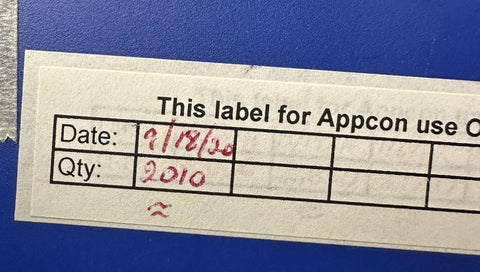 This label for Appcon use O
Date: 9/18/20
Qty: 2010
≈